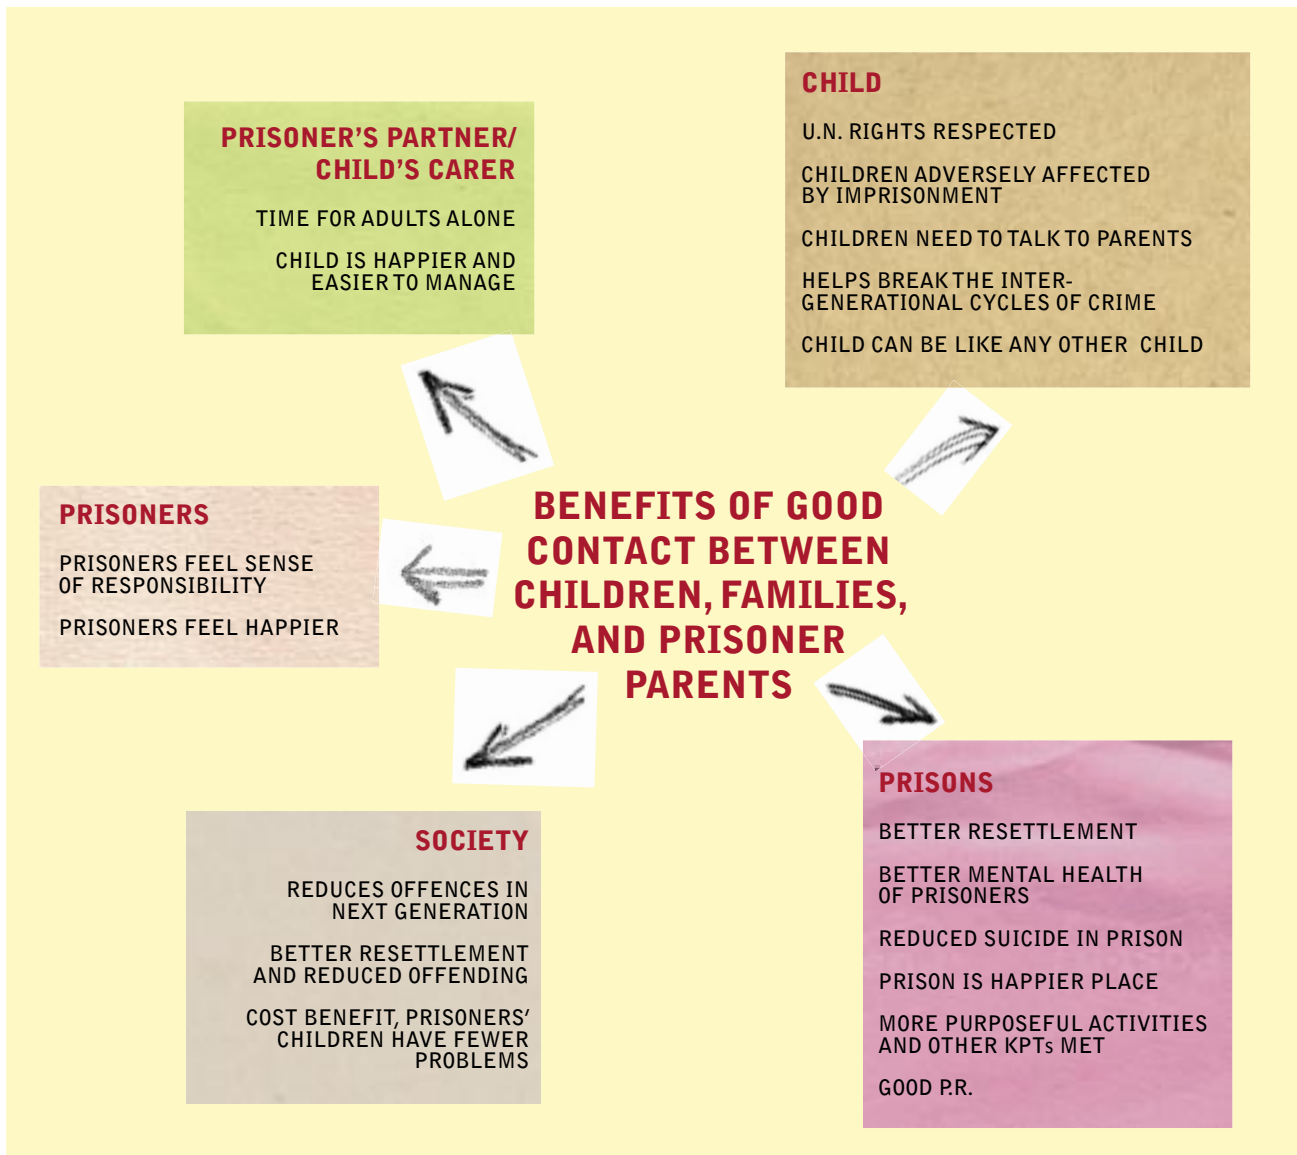 PRISONER'S PARTNER/
CHILD'S CARER
TIME FOR ADULTS ALONE
CHILD IS HAPPIER AND
EASIER TO MANAGE
CHILD
U.N. RIGHTS RESPECTED
CHILDREN ADVERSELY AFFECTED
BY IMPRISONMENT
CHILDREN NEED TO TALK TO PARENTS
HELPS BREAK THE INTER-
GENERATIONAL CYCLES OF CRIME
CHILD CAN BE LIKE ANY OTHER CHILD
PRISONERS
PRISONERS FEEL SENSE
OF RESPONSIBILITY
PRISONERS FEEL HAPPIER
BENEFITS OF GOOD
CONTACT BETWEEN
CHILDREN, FAMILIES,
AND PRISONER
PARENTS
SOCIETY
REDUCES OFFENCES IN
NEXT GENERATION
BETTER RESETTLEMENT
AND REDUCED OFFENDING
COST BENEFIT, PRISONERS'
CHILDREN HAVE FEWER
PROBLEMS
PRISONS
BETTER RESETTLEMENT
BETTER MENTAL HEALTH
OF PRISONERS
REDUCED SUICIDE IN PRISON
PRISON IS HAPPIER PLACE
MORE PURPOSEFUL ACTIVITIES
AND OTHER KPTs MET
GOOD P.R.